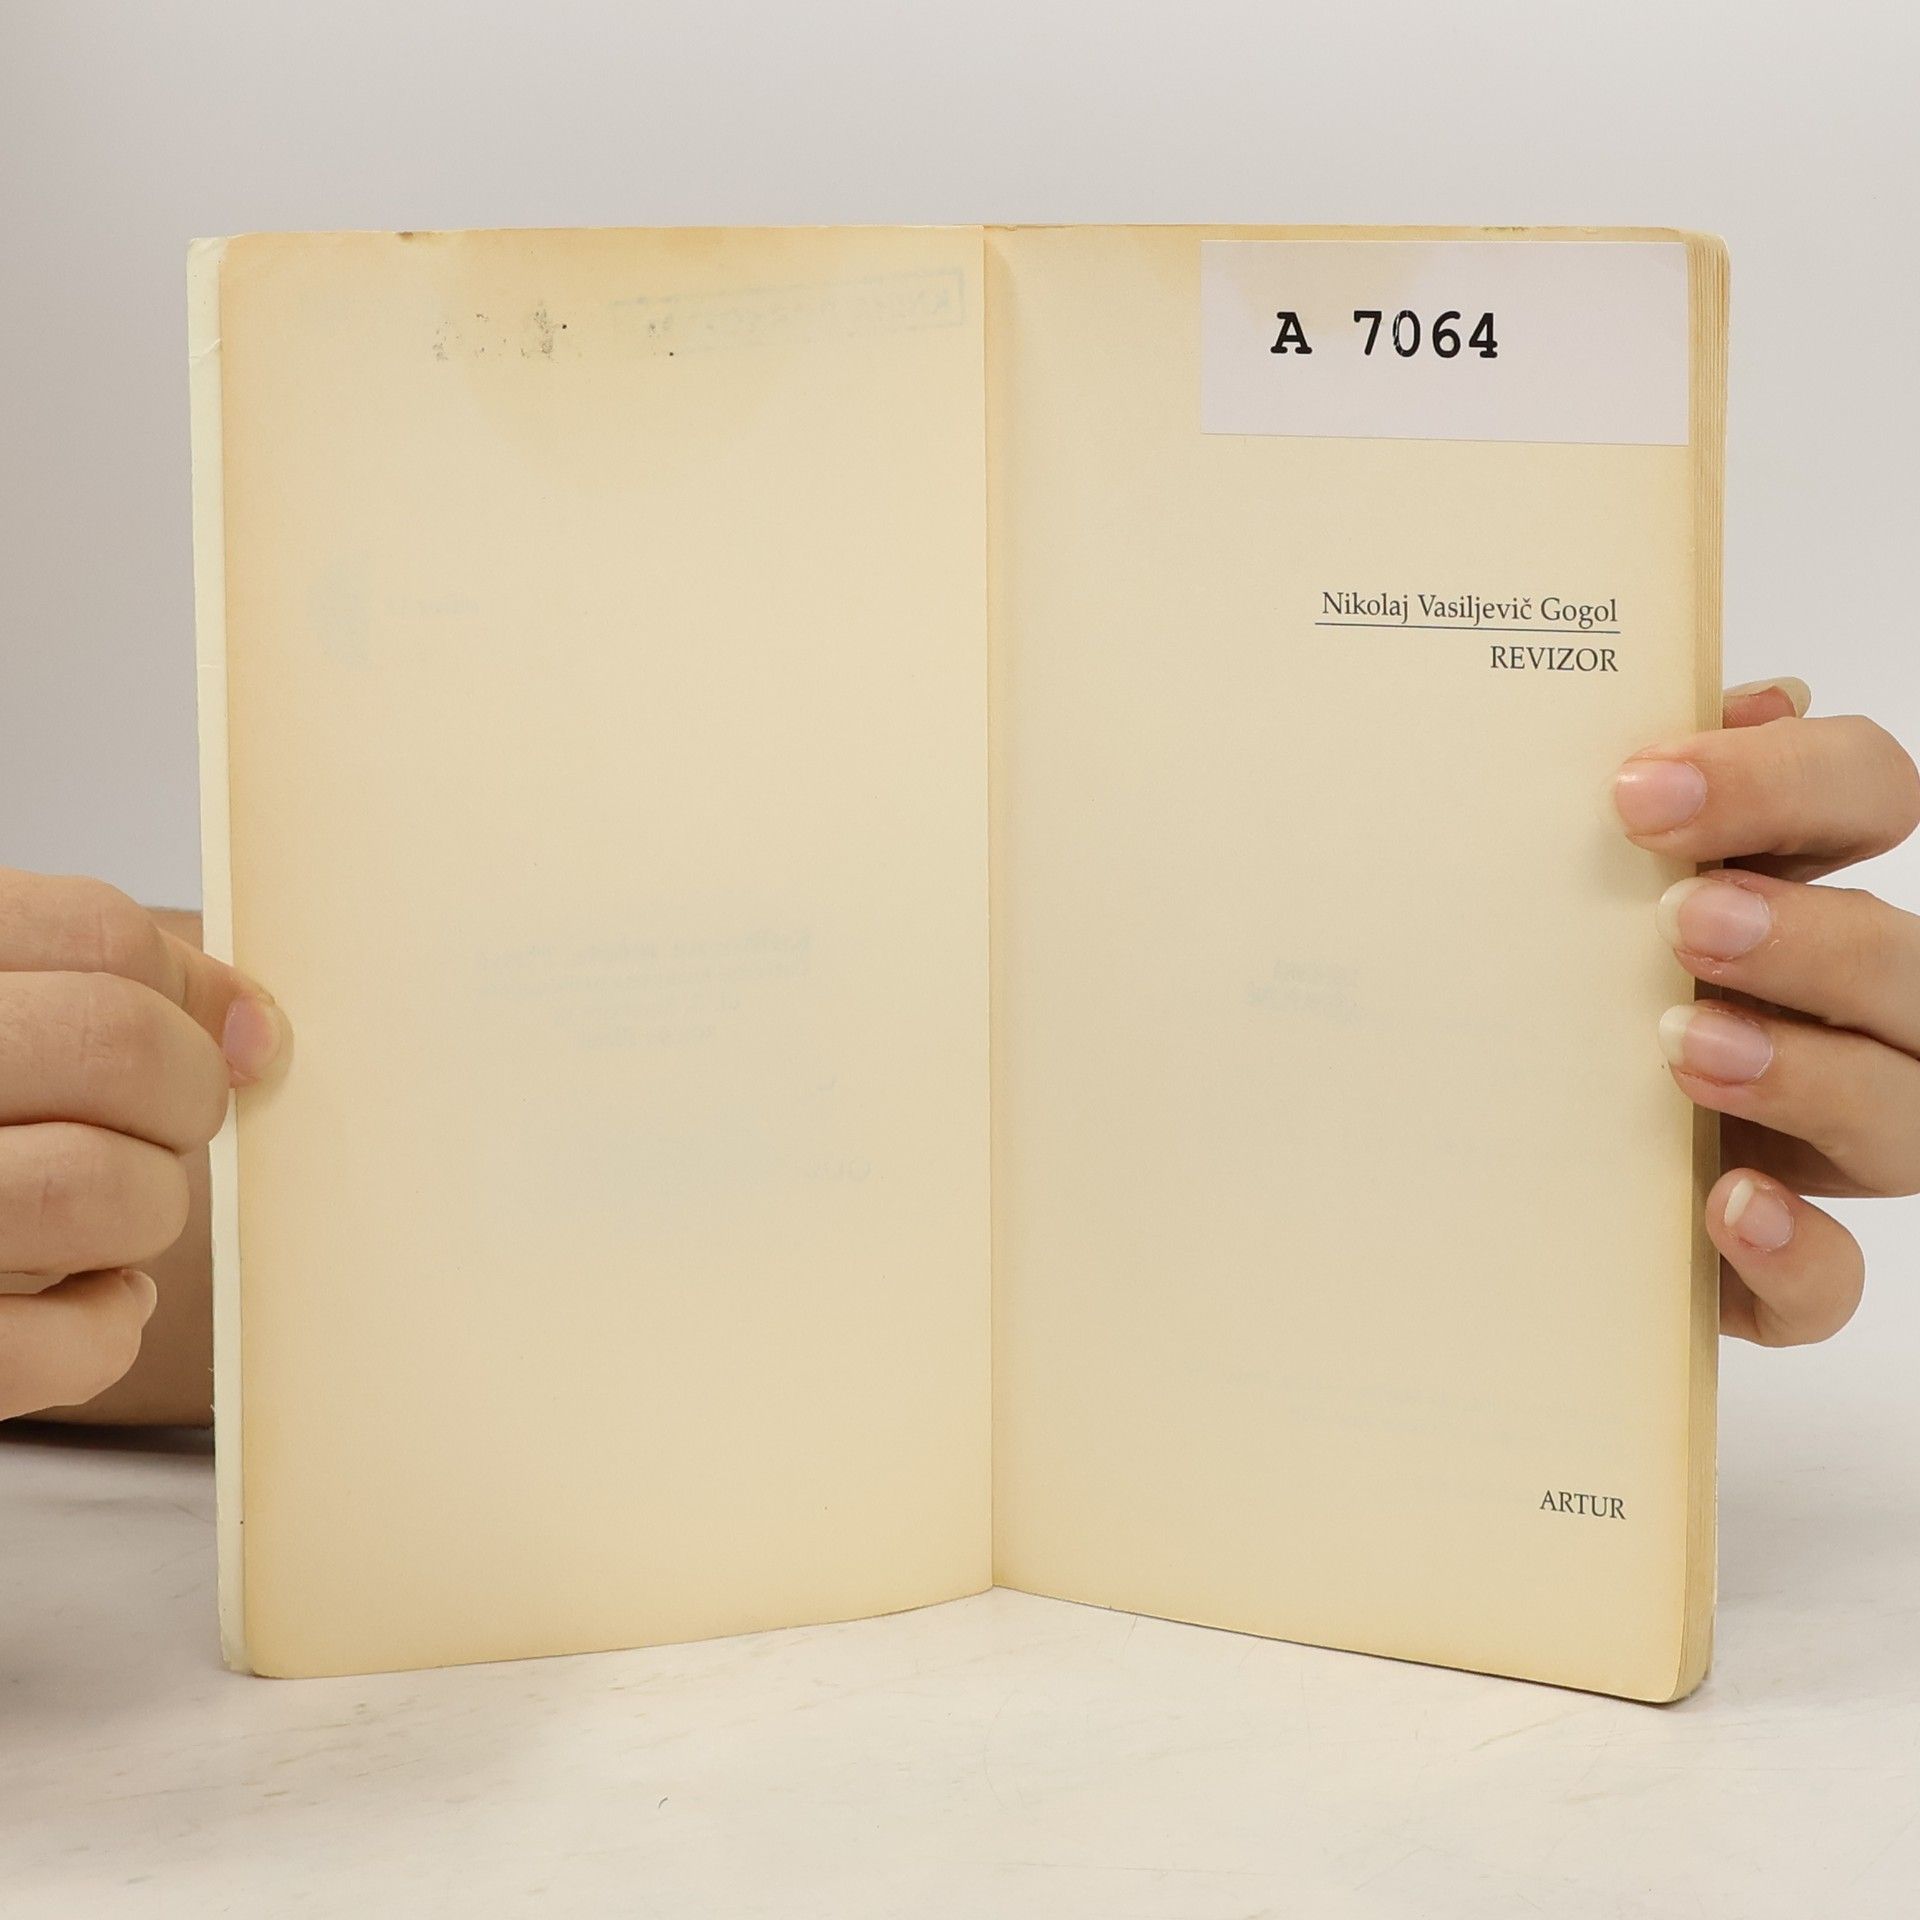 A 7064
Nikolaj Vasiljevič Gogol
REVIZOR
ARTUR